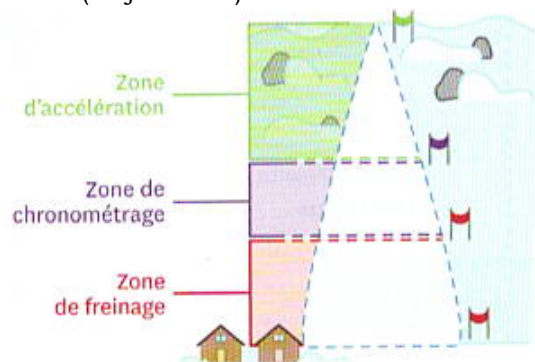 Zone
d'accélération
Zone de
chronométrage
Zone
de freinage